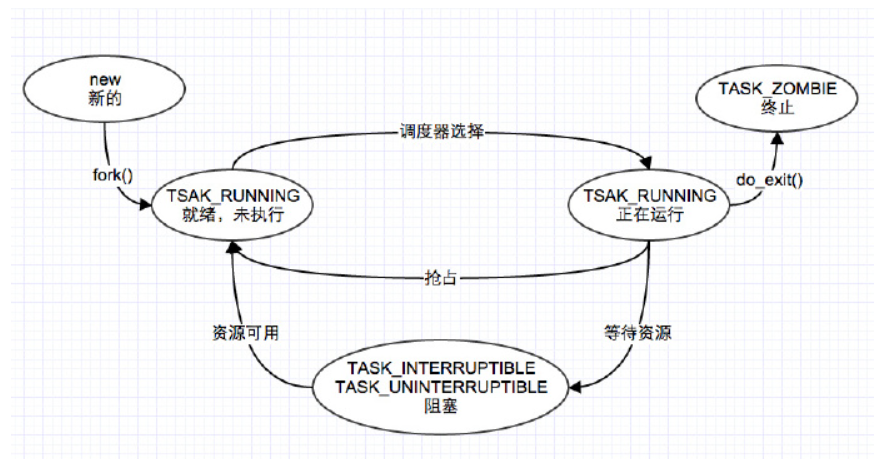 new
新的
TASK_ZOMBIE
终止
调度器选择
fork()
do_exit()
TSAK_RUNNING
就绪，未执行
TSAK_RUNNING
正在运行
抢占
资源可用
等待资源
TASK_INTERRUPTIBLE
TASK_UNINTERRUPTIBLE
阻塞